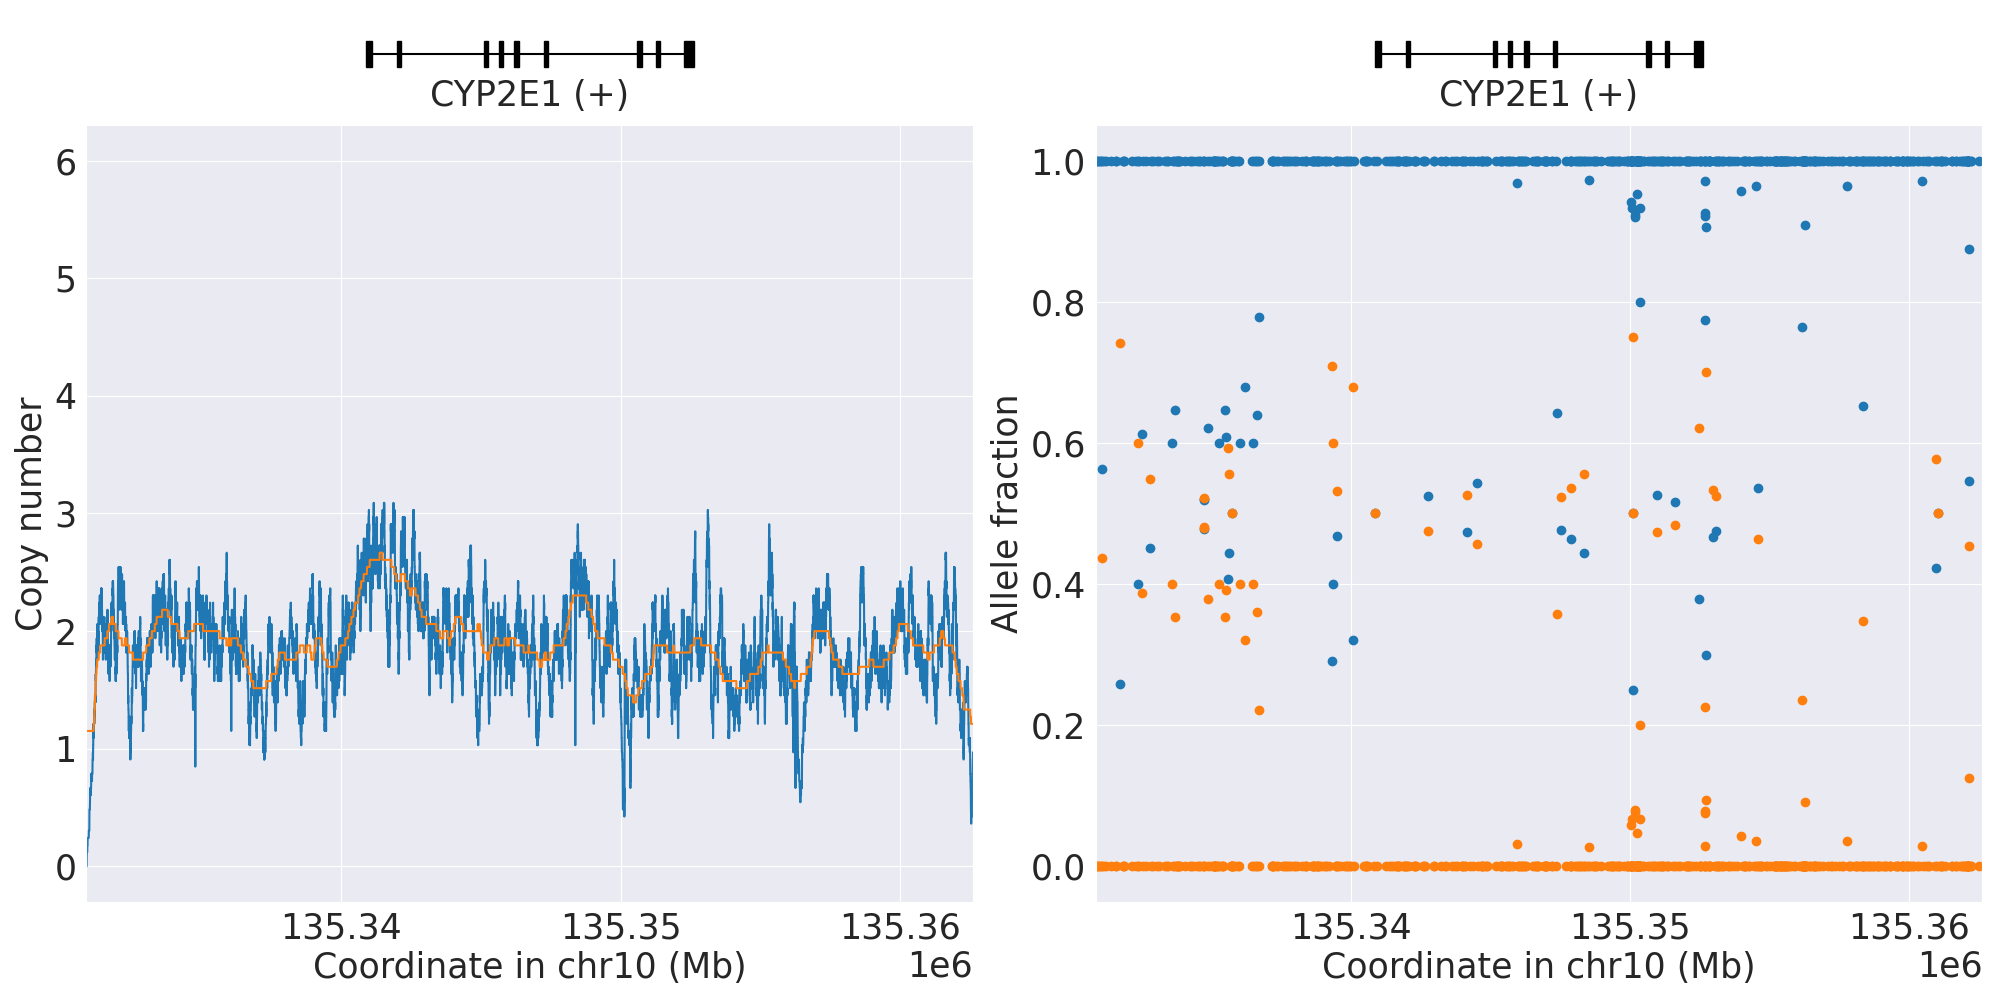 CYP2E1 (+)
6
5
4
3
2
1
0
Copy number
135.34 135.35 135.36
Coordinate in chr10 (Mb)
1e6
CYP2E1 (+)
1.0
0.8
0.6
0.4
0.2
0.0
Allele fraction
135.34 135.35 135.36
Coordinate in chr10 (Mb)
1e6